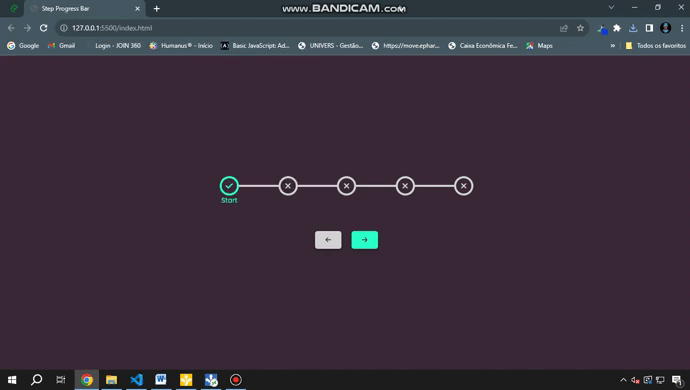 Step Progress Bar
www.BANDICAM.com
127.0.0.1:5500/index.html
Google
Gmail
Login - JOIN 360
Humanus® - Início
Basic JavaScript: Ad...
UNIVERS - Gestão...
https://move.ephar...
Caixa Econômica Fe...
Maps
»
Todos os favoritos
Start